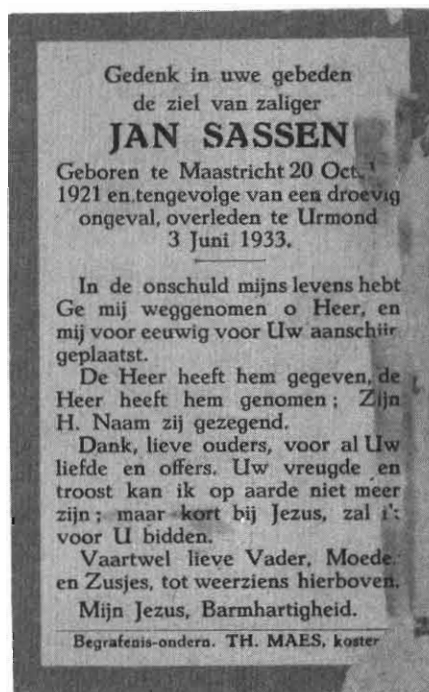 Gedenk in uwe gebeden
de ziel van zaliger
JAN SASSEN
Geboren te Maastricht 20 Oct.
1921 en tengevolge van een droevig
ongeval, overleden te Urmond
3 Juni 1933.
In de onschuld mijns levens hebt
Ge mij weggenomen o Heer, en
mij voor eeuwig voor Uw aanschijn
geplaatst.
De Heer heeft hem gegeven, de
Heer heeft hem genomen; Zijn
H. Naam zij gezegend.
Dank, lieve ouders, voor al Uw
liefde en offers. Uw vreugde en
troost kan ik op aarde niet meer
zijn; maar kort bij Jezus, zal ik
voor U bidden.
Vaartwel lieve Vader, Moeder
en Zusjes, tot weerziens hierboven.
Mijn Jezus, Barmhartigheid.
Begrafenis-ondern. TH. MAES, koster